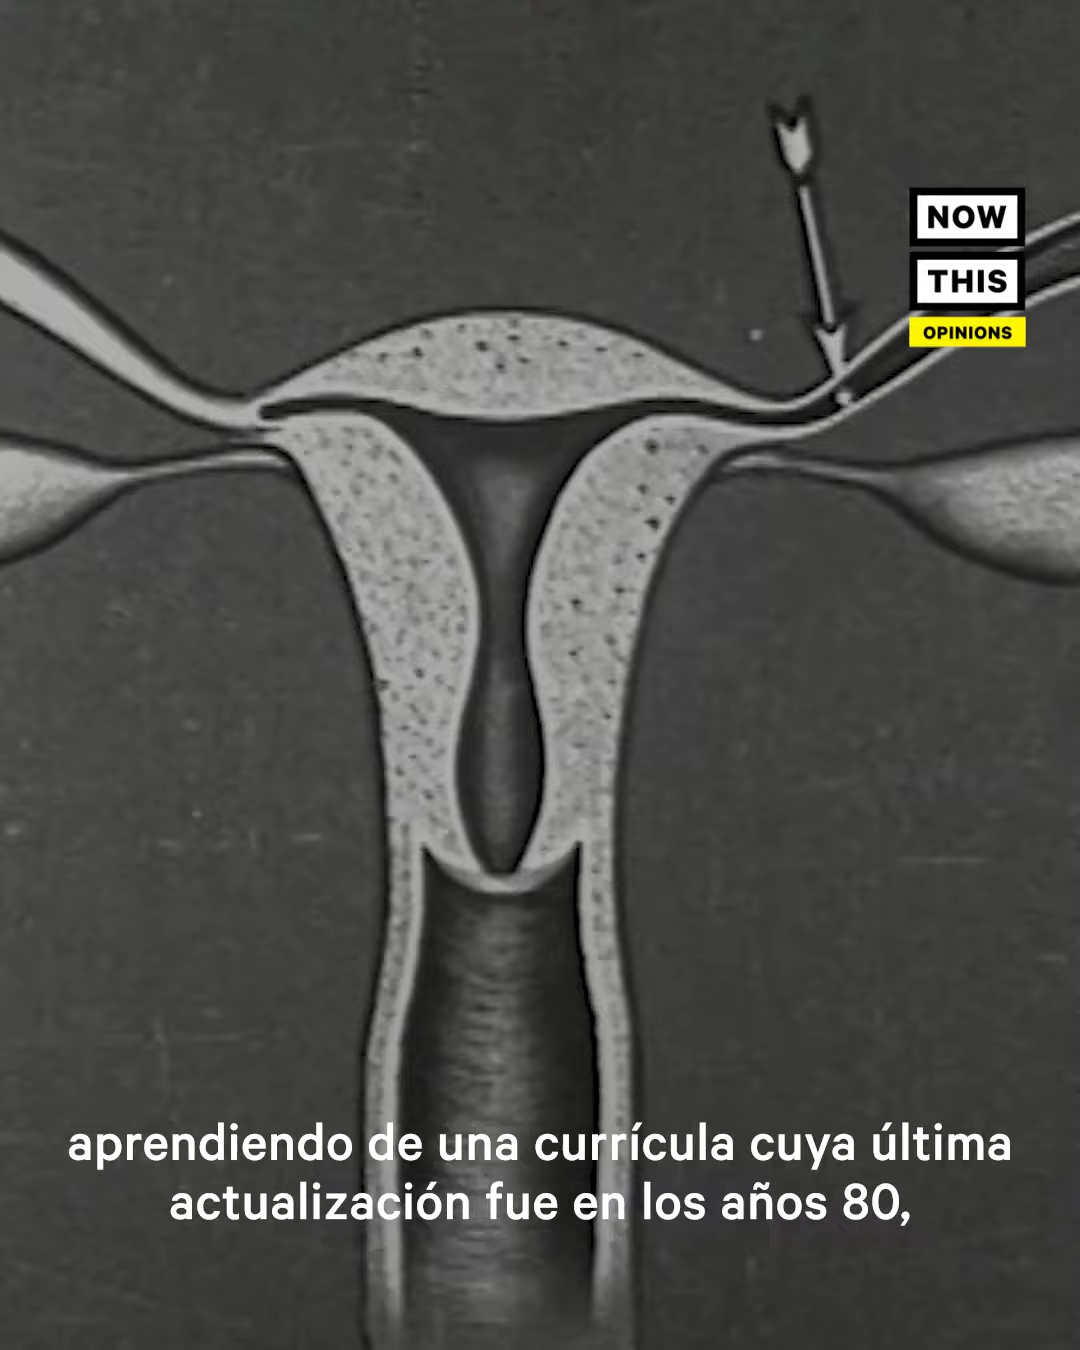 NOW
THIS
OPINIONS
aprendiendo de una currícula cuya última
actualización fue en los años 80,